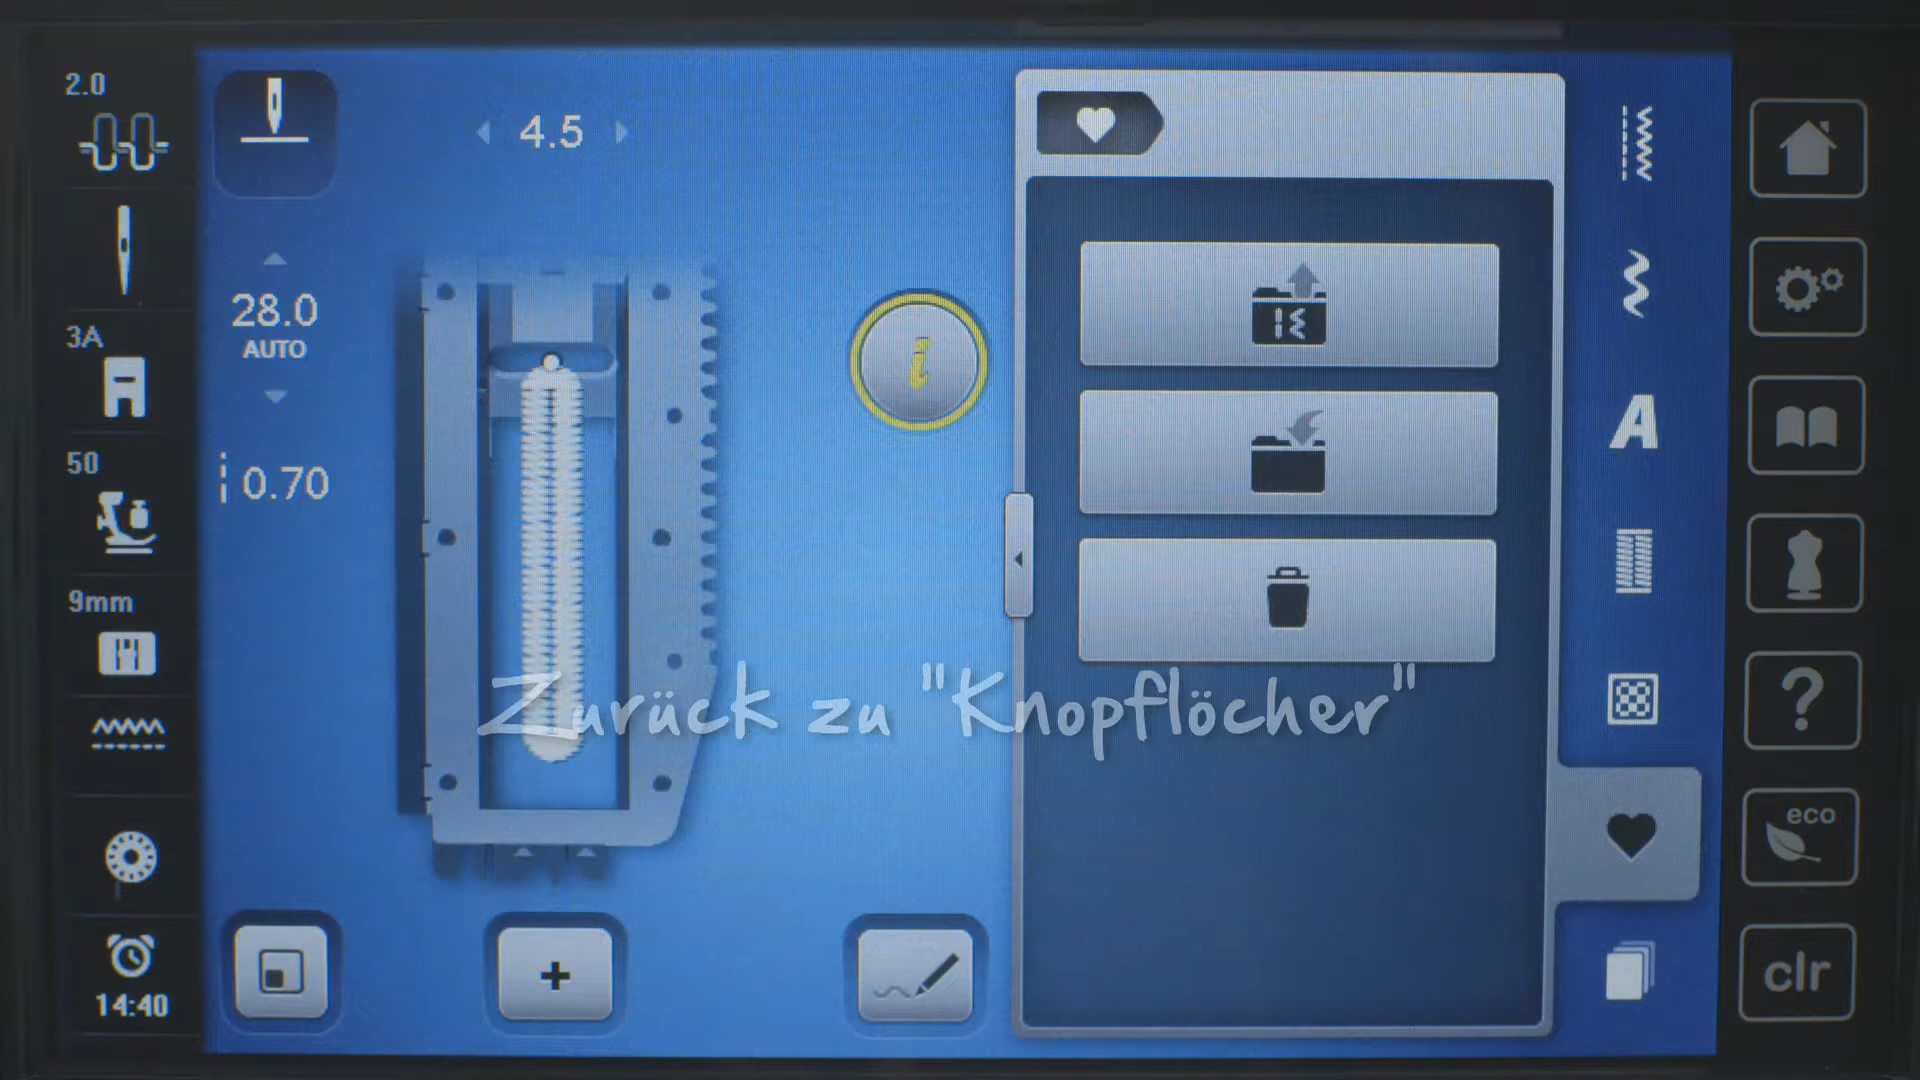 2.0
4.5
28.0
AUTO
3A
50
0.70
9mm
Zurück zu "Knopflöcher"
14:40
i
A
?
eco
clr